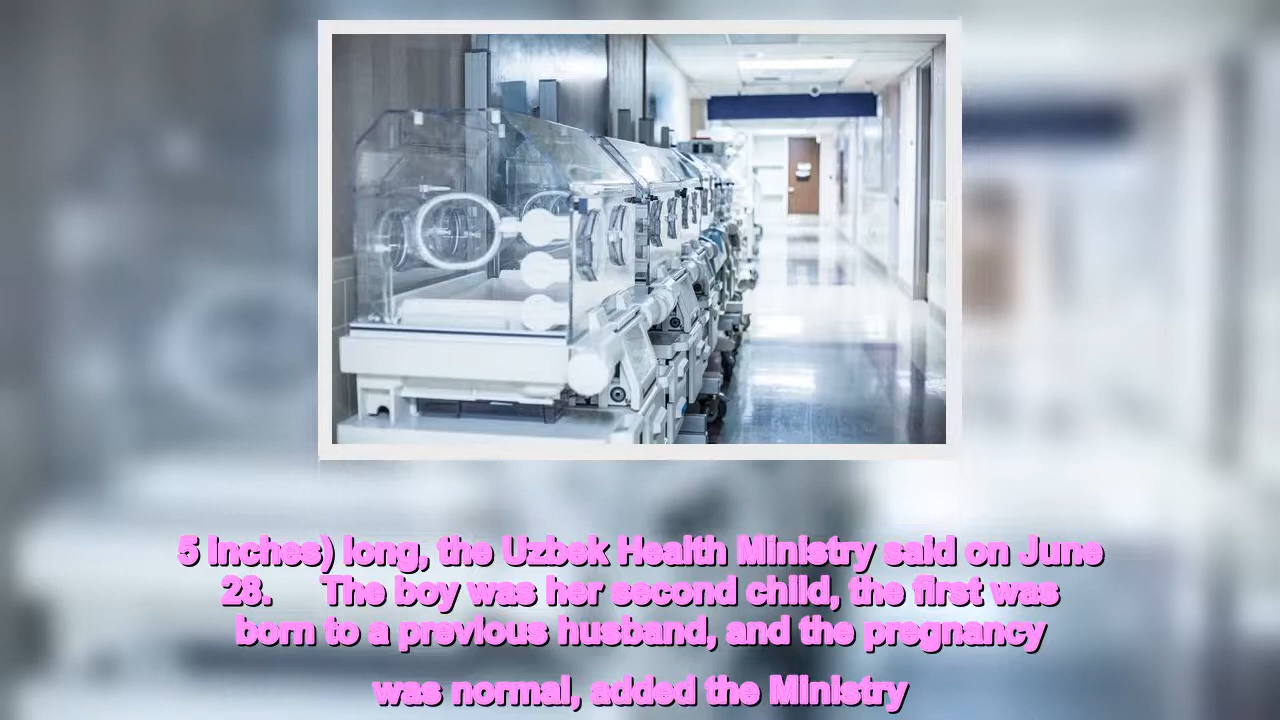 5 inches) long, the Uzbek Health Ministry said on June
28. The boy was her second child, the first was
born to a previous husband, and the pregnancy
was normal, added the Ministry